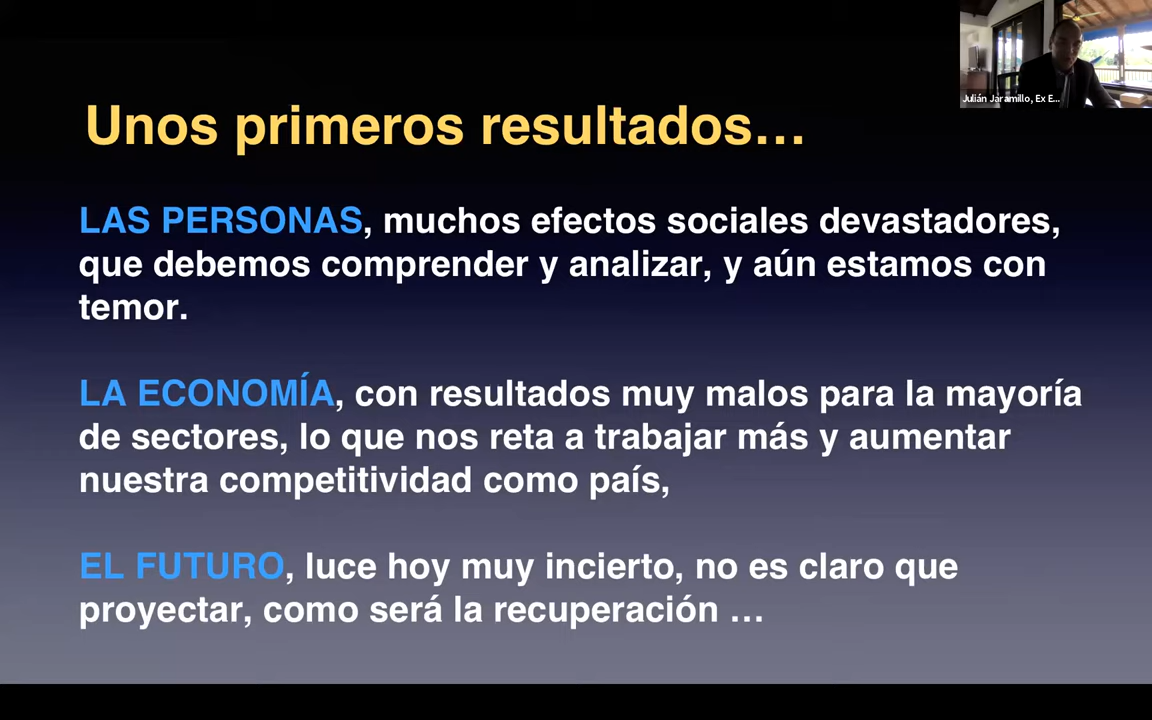 Julián Jaramillo, Ex E...
Unos primeros resultados...
LAS PERSONAS, muchos efectos sociales devastadores,
que debemos comprender y analizar, y aún estamos con
temor.
LA ECONOMÍA, con resultados muy malos para la mayoría
de sectores, lo que nos reta a trabajar más y aumentar
nuestra competitividad como país,
EL FUTURO, luce hoy muy incierto, no es claro que
proyectar, como será la recuperación ...